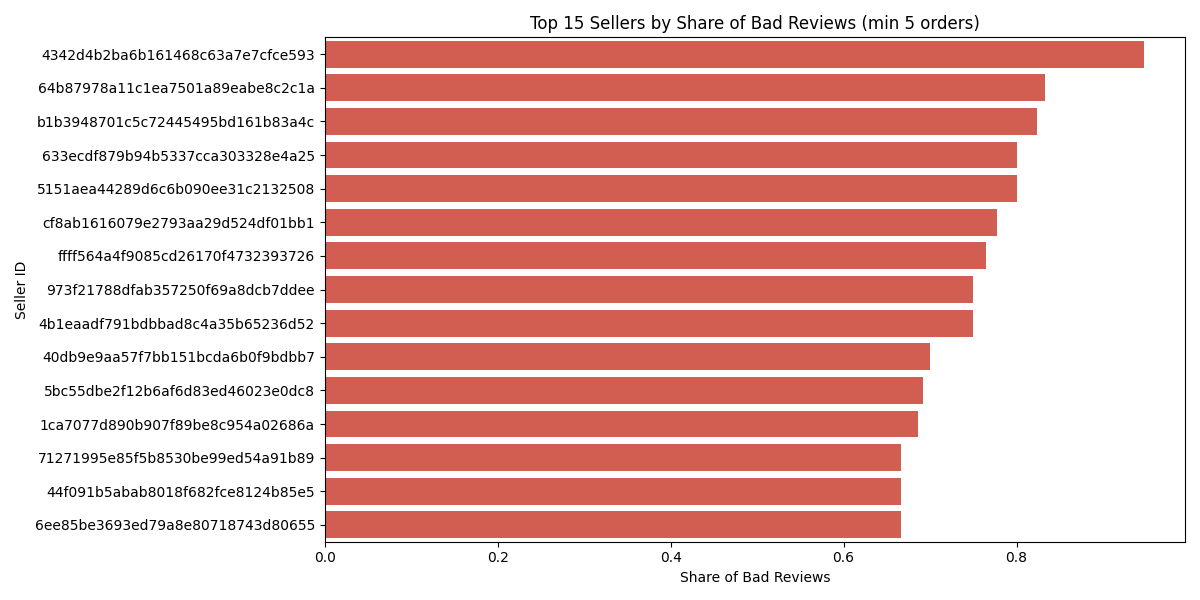 Top 15 Sellers by Share of Bad Reviews (min 5 orders)
Seller ID
4342d4b2ba6b161468c63a7e7cfce593
64b87978a11c1ea7501a89eabe8c2c1a
b1b3948701c5c72445495bd161b83a4c
633ecdf879b94b5337cca303328e4a25
5151aea44289d6c6b090ee31c2132508
cf8ab1616079e2793aa29d524df01bb1
ffff564a4f9085cd26170f4732393726
973f21788dfab357250f69a8dcb7ddee
4b1eaadf791bdbbad8c4a35b65236d52
40db9e9aa57f7bb151bcda6b0f9bdbb7
5bc55dbe2f12b6af6d83ed46023e0dc8
1ca7077d890b907f89be8c954a02686a
71271995e85f5b8530be99ed54a91b89
44f091b5abab8018f682fce8124b85e5
6ee85be3693ed79a8e80718743d80655
0.0 0.2 0.4 0.6 0.8
Share of Bad Reviews